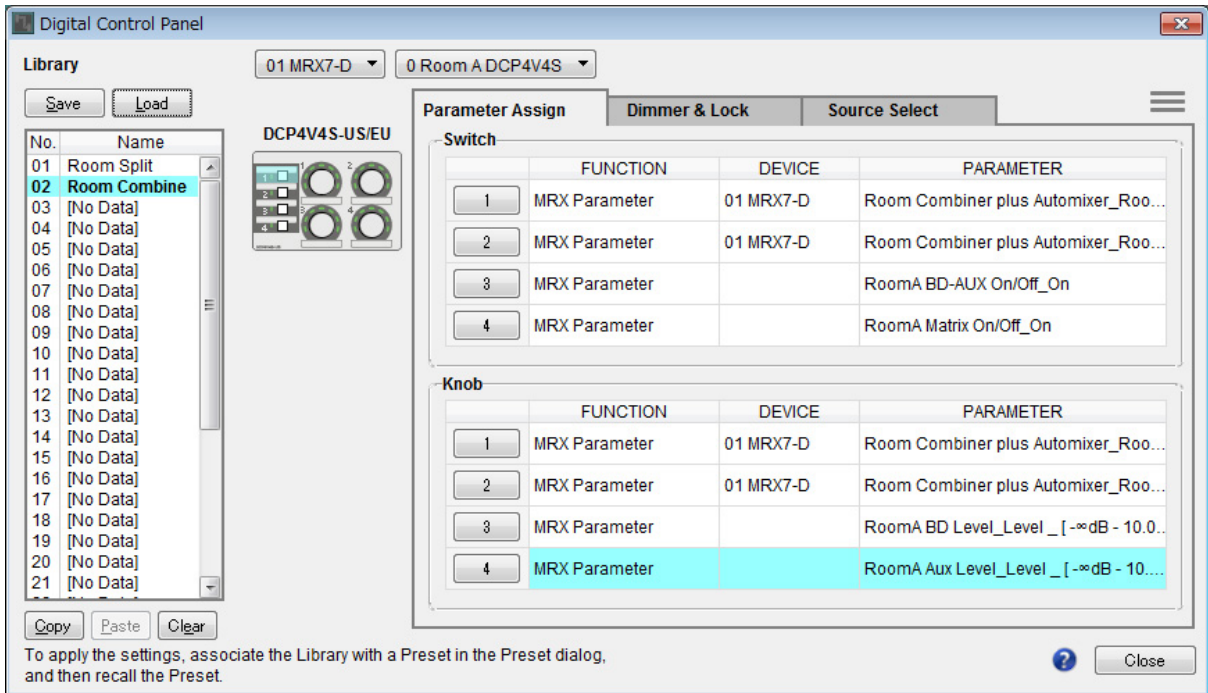 Digital Control Panel
Library
01 MRX7-D
0 Room A DCP4V4S
Save
Load
No. Name
01 Room Split
02 Room Combine
03 [No Data]
04 [No Data]
05 [No Data]
06 [No Data]
07 [No Data]
08 [No Data]
09 [No Data]
10 [No Data]
11 [No Data]
12 [No Data]
13 [No Data]
14 [No Data]
15 [No Data]
16 [No Data]
17 [No Data]
18 [No Data]
19 [No Data]
20 [No Data]
21 [No Data]
Copy
Paste
Clear
DCP4V4S-US/EU
1 2 3 4
1 2 3 4
Parameter Assign
Dimmer & Lock
Source Select
Switch
FUNCTION DEVICE PARAMETER
1 MRX Parameter 01 MRX7-D Room Combiner plus Automixer_Roo...
2 MRX Parameter 01 MRX7-D Room Combiner plus Automixer_Roo...
3 MRX Parameter RoomA BD-AUX On/Off_On
4 MRX Parameter RoomA Matrix On/Off_On
Knob
FUNCTION DEVICE PARAMETER
1 MRX Parameter 01 MRX7-D Room Combiner plus Automixer_Roo...
2 MRX Parameter 01 MRX7-D Room Combiner plus Automixer_Roo...
3 MRX Parameter RoomA BD Level_Level _ [ -∞dB - 10.0..
4 MRX Parameter RoomA Aux Level_Level _ [ -∞dB - 10....
To apply the settings, associate the Library with a Preset in the Preset dialog,
and then recall the Preset.
?
Close